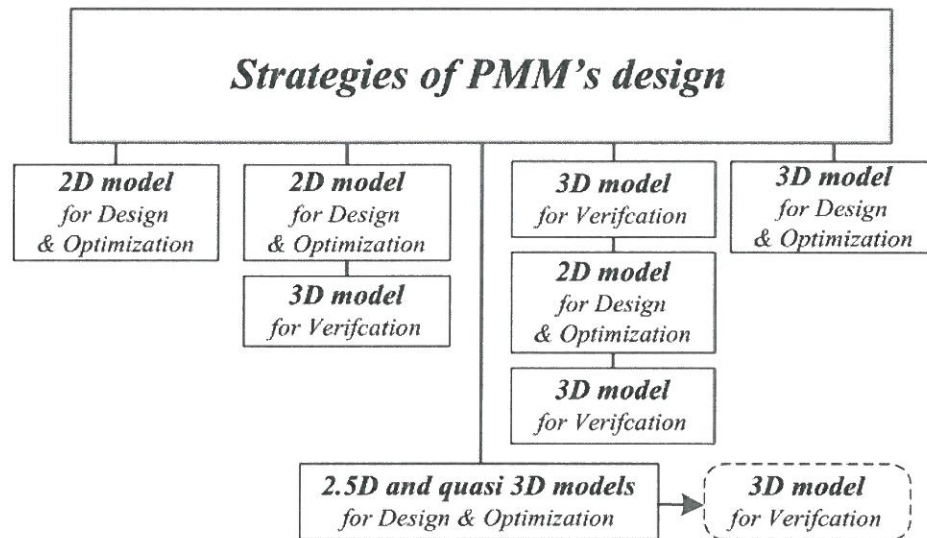 Strategies of PMM's design
2D model
for Design
& Optimization
2D model
for Design
& Optimization
3D model
for Verifcation
3D model
for Verifcation
2D model
for Design
& Optimization
3D model
for Verifcation
3D model
for Design
& Optimization
2.5D and quasi 3D models
for Design & Optimization
3D model
for Verifcation